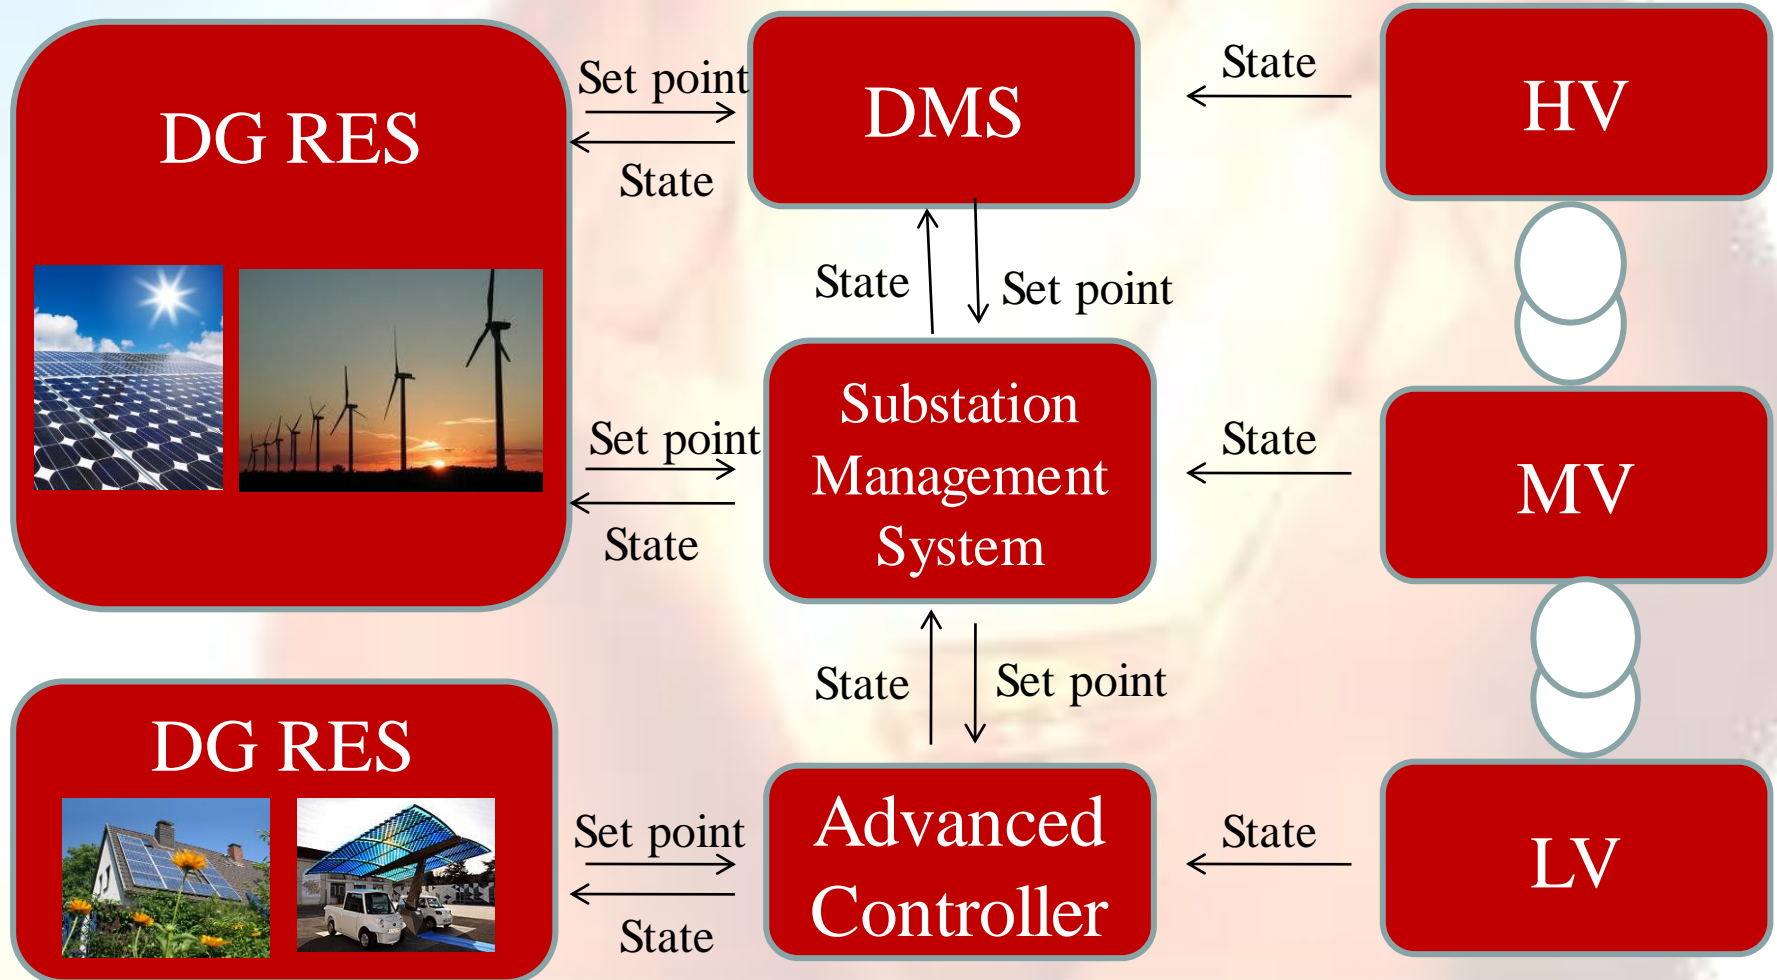 DG RES
Set point
State
DMS
State
HV
State
Set point
Set point
State
Substation
Management
System
State
MV
State
Set point
DG RES
Set point
State
Advanced
Controller
State
LV